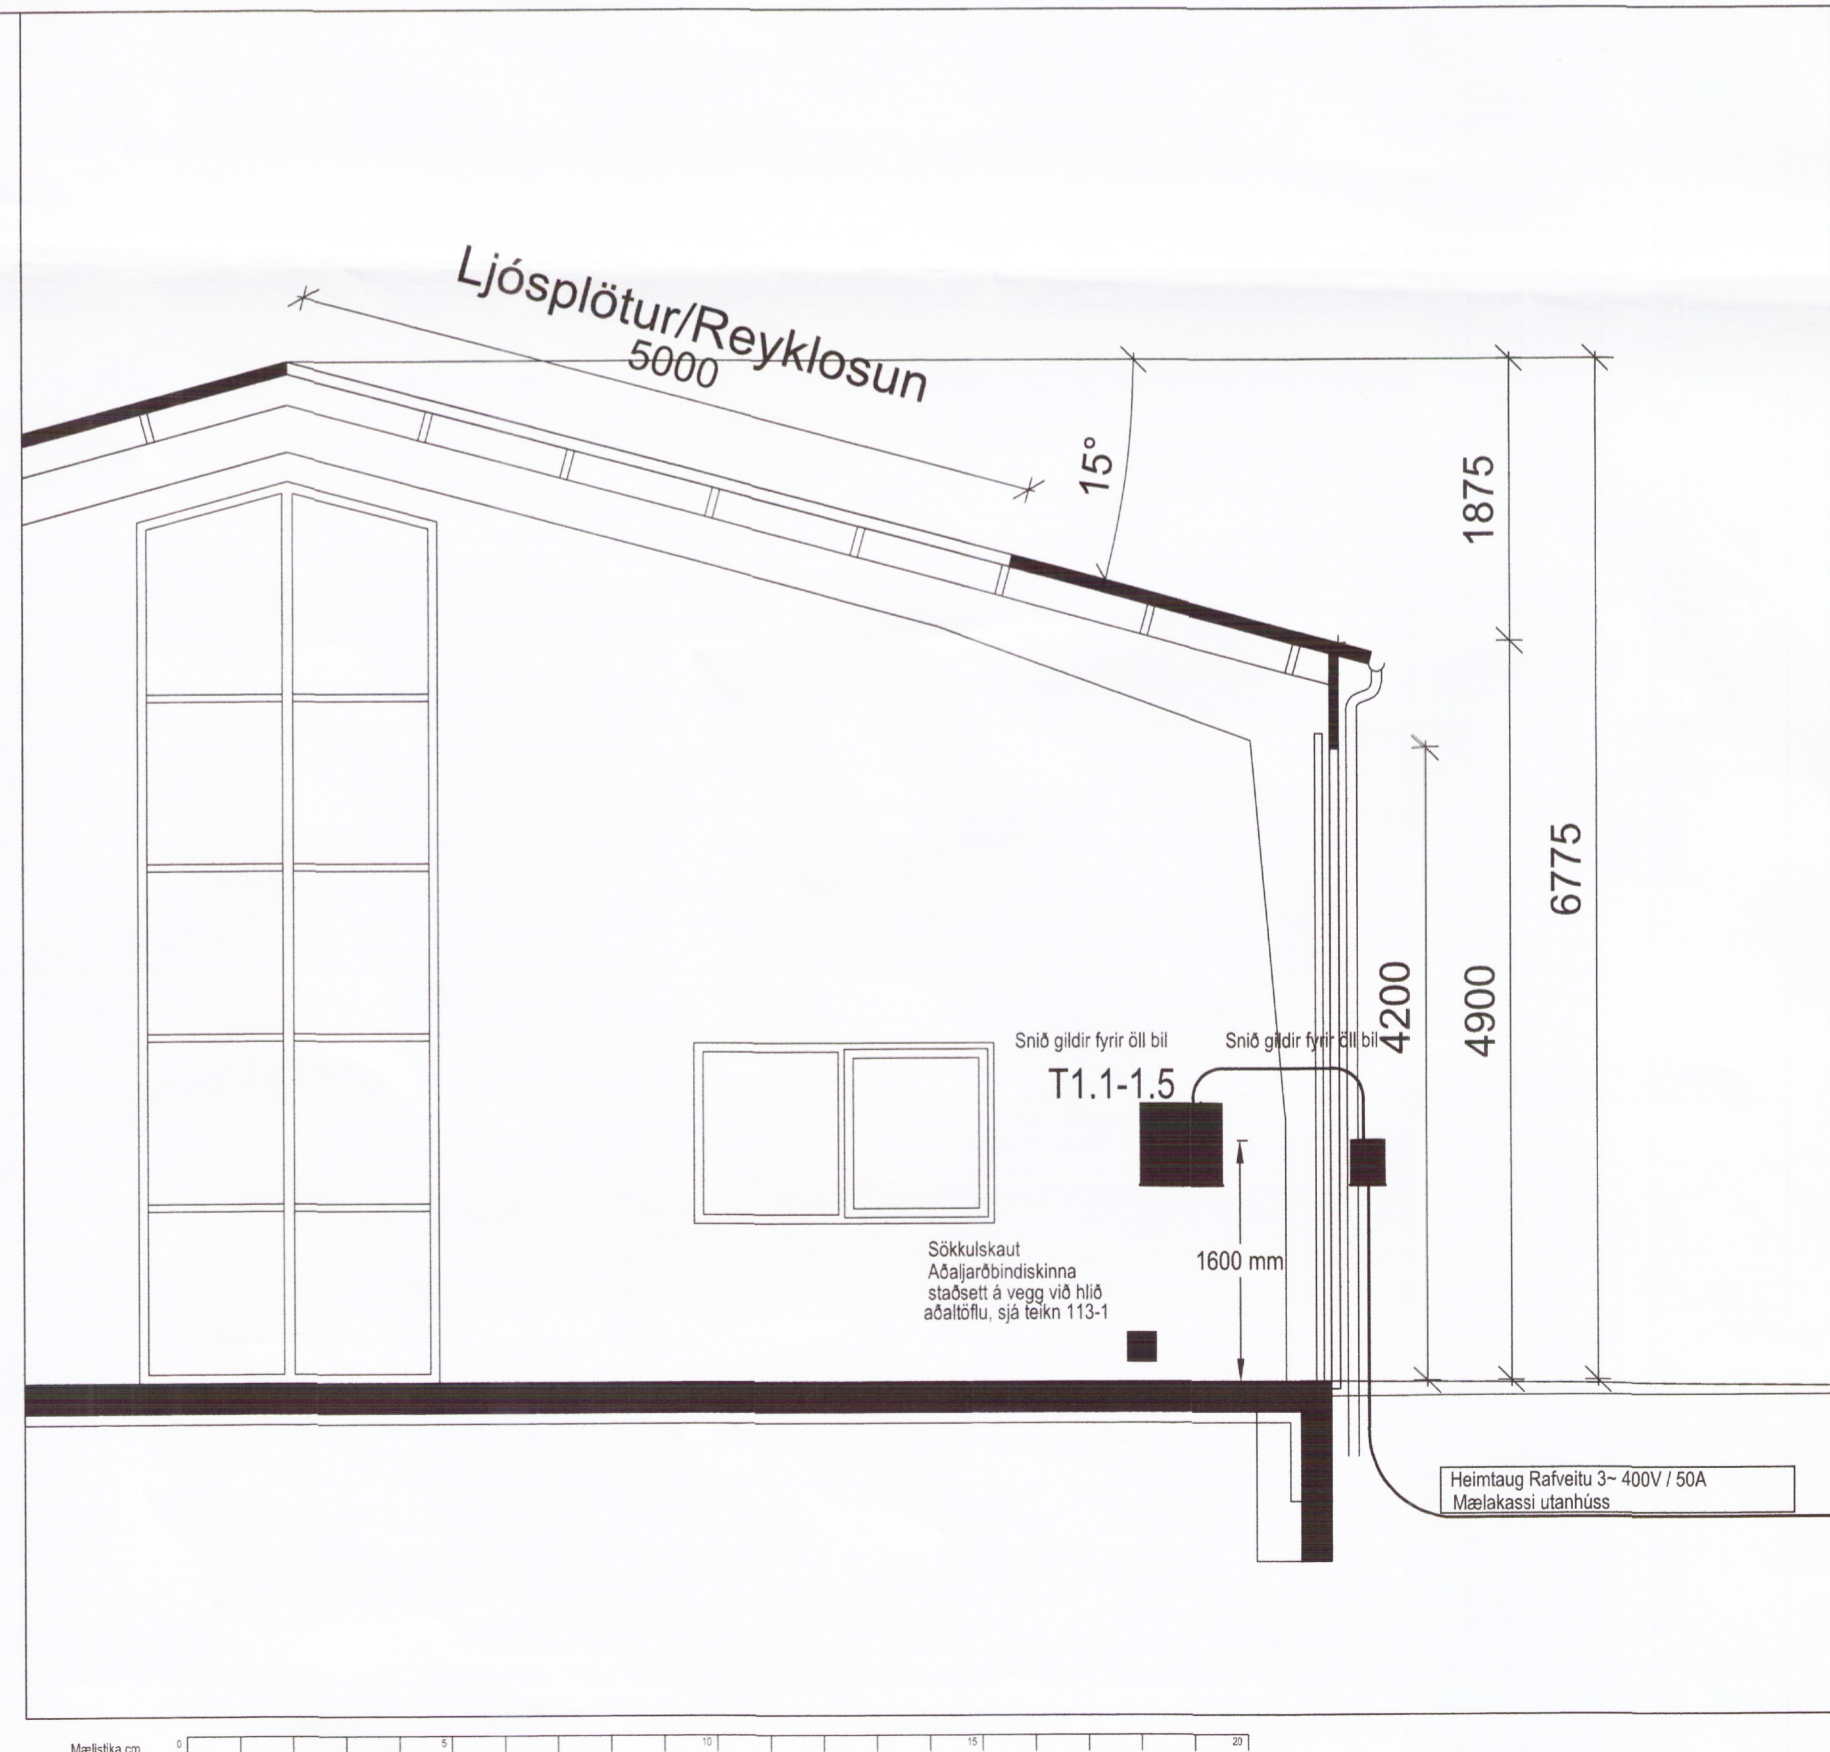 Ljósplötur/Reyklosun
5000
15°
1875
6775
4200
4900
Snið gildir fyrir öll bil
Snið gildir fyrir öll bil
T1.1-1.5
1600 mm
Sökkulskaut
Aðaljarðbindiskinna
staðsett á vegg við hlið
aðaltöflu, sjá teikn 113-1
Heimtaug Rafveitu 3~ 400V / 50A
Mælakassi utanhúss
Mælistika cm
0 5 10 15 20